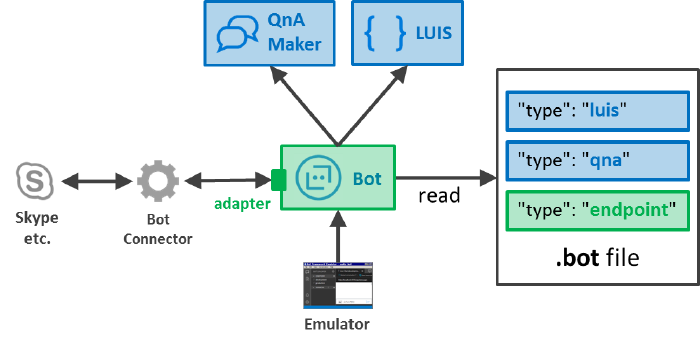 QnA
Maker
{ } LUIS
"type": "luis"
"type": "qna"
"type": "endpoint"
.bot file
Bot
read
adapter
Skype
etc.
Bot
Connector
Emulator